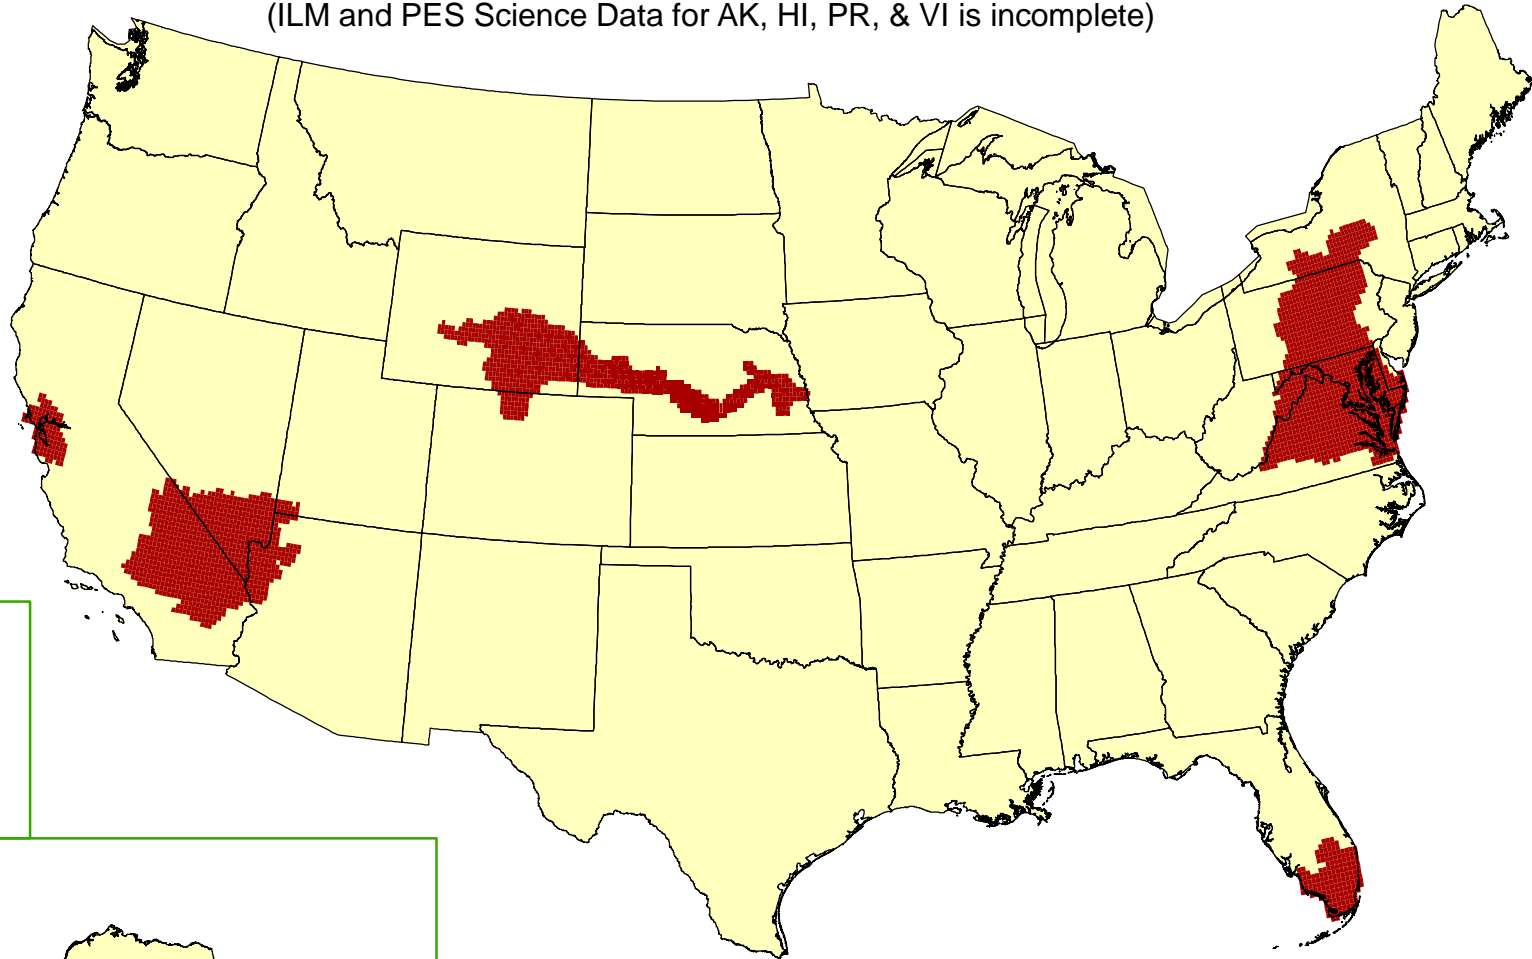 (ILM and PES Science Data for AK, HI, PR, & VI is incomplete)